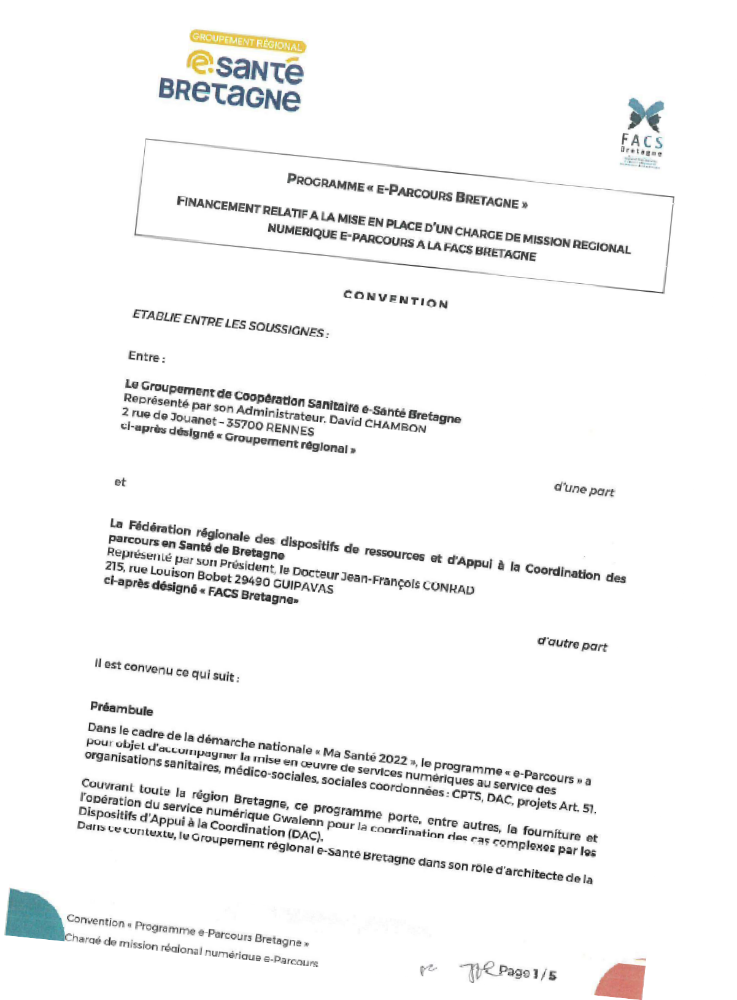 GROUPEMENT RÉGIONAL
e.santé
BRETAGNE
FACS
Bretagne
PROGRAMME « E-PARCOURS BRETAGNE »
FINANCEMENT RELATIF A LA MISE EN PLACE D'UN CHARGE DE MISSION REGIONAL
NUMERIQUE E-PARCOURS A LA FACS BRETAGNE
CONVENTION
ETABLIE ENTRE LES SOUSSIGNES :
Entre :
Le Groupement de Coopération Sanitaire e-Santé Bretagne
Représenté par son Administrateur. David CHAMBON
2 rue de Jouanet – 35700 RENNES
ci-après désigné « Groupement régional »
d'une part
et
La Fédération régionale des dispositifs de ressources et d'Appui à la Coordination des
parcours en Santé de Bretagne
Représenté par son Président, le Docteur Jean-François CONRAD
215, rue Louison Bobet 29490 GUIPAVAS
ci-après désigné « FACS Bretagne»
d'autre part
Il est convenu ce qui suit :
Préambule
Dans le cadre de la démarche nationale « Ma Santé 2022 », le programme « e-Parcours » a
pour objet d'accompagner la mise en œuvre de services numériques au service des
organisations sanitaires, médico-sociales, sociales coordonnées : CPTS, DAC, projets Art. 51.
Couvrant toute la région Bretagne, ce programme porte, entre autres, la fourniture et
l'opération du service numérique Gwalenn pour la coordination des cas complexes par les
Dispositifs d'Appui à la Coordination (DAC).
Dans ce contexte, le Groupement régional e-Santé Bretagne dans son rôle d'architecte de la
Convention « Programme e-Parcours Bretagne »
Chargé de mission régional numérique e-Parcours
Page 1 / 5